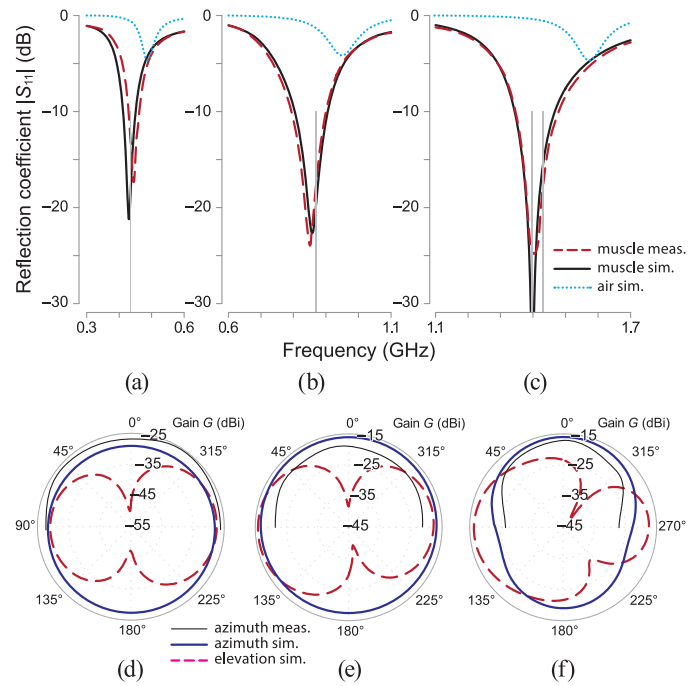 Reflection coefficient |S11| (dB)
0
−10
−20
−30
0.3
0.6
0
−10
−20
−30
0.6
1.1
0
−10
−20
−30
1.1
1.7
muscle meas.
muscle sim.
air sim.
Frequency (GHz)
(a)
(b)
(c)
0°
−25
Gain G (dBi)
45°
315°
−35
−45
90°
−55
135°
225°
180°
0°
−15
Gain G (dBi)
45°
315°
−25
−35
−45
135°
225°
180°
0°
−15
Gain G (dBi)
45°
315°
−25
−35
−45
270°
135°
225°
180°
azimuth meas.
azimuth sim.
elevation sim.
(d)
(e)
(f)